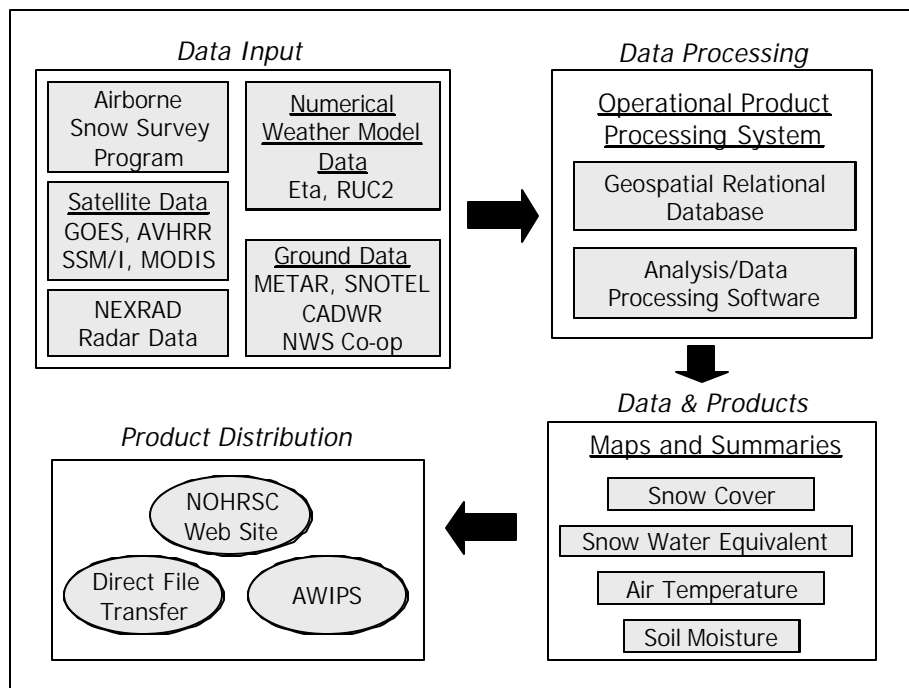 Data Input
Airborne
Snow Survey
Program
Satellite Data
GOES, AVHRR
SSM/I, MODIS
NEXRAD
Radar Data
Numerical
Weather Model
Data
Eta, RUC2
Ground Data
METAR, SNOTEL
CADWR
NWS Co-op
Data Processing
Operational Product
Processing System
Geospatial Relational
Database
Analysis/Data
Processing Software
Data & Products
Maps and Summaries
Snow Cover
Snow Water Equivalent
Air Temperature
Soil Moisture
Product Distribution
NOHRSC
Web Site
Direct File
Transfer
AWIPS